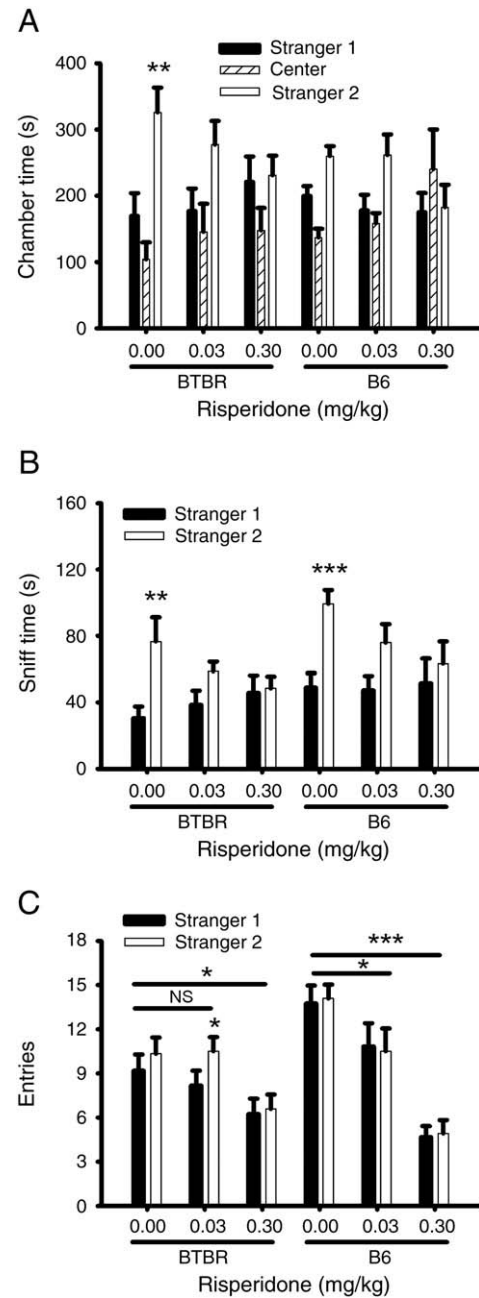 A
Stranger 1
Center
Stranger 2
400
300
200
100
0
Chamber time (s)
**
0.00 0.03 0.30 0.00 0.03 0.30
BTBR B6
Risperidone (mg/kg)
B
Stranger 1
Stranger 2
160
120
80
40
0
Sniff time (s)
** ***
0.00 0.03 0.30 0.00 0.03 0.30
BTBR B6
Risperidone (mg/kg)
C
Stranger 1
Stranger 2
18
15
12
9
6
3
0
Entries
***
* *
NS
*
0.00 0.03 0.30 0.00 0.03 0.30
BTBR B6
Risperidone (mg/kg)